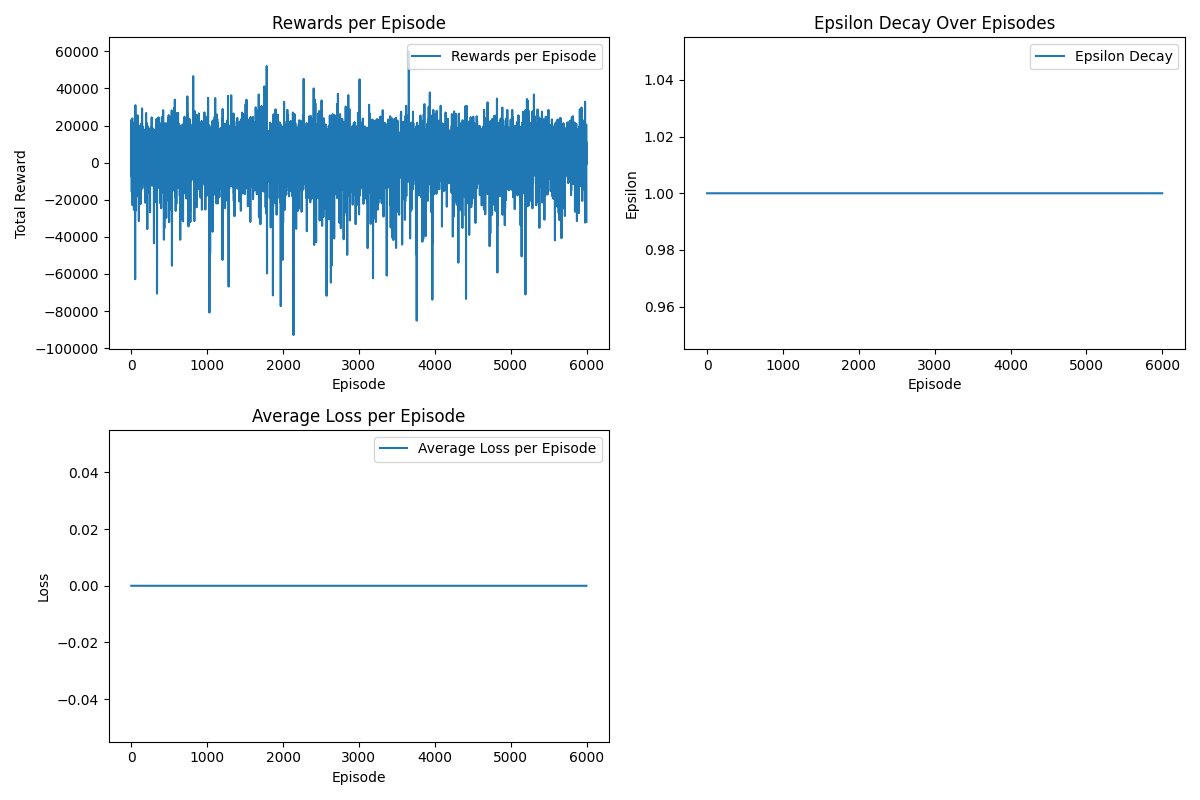 Rewards per Episode
Rewards per Episode
60000
40000
20000
0
−20000
−40000
−60000
−80000
−100000
Total Reward
0 1000 2000 3000 4000 5000 6000
Episode
Epsilon Decay Over Episodes
Epsilon Decay
1.04
1.02
1.00
0.98
0.96
Epsilon
0 1000 2000 3000 4000 5000 6000
Episode
Average Loss per Episode
Average Loss per Episode
0.04
0.02
0.00
−0.02
−0.04
Loss
0 1000 2000 3000 4000 5000 6000
Episode